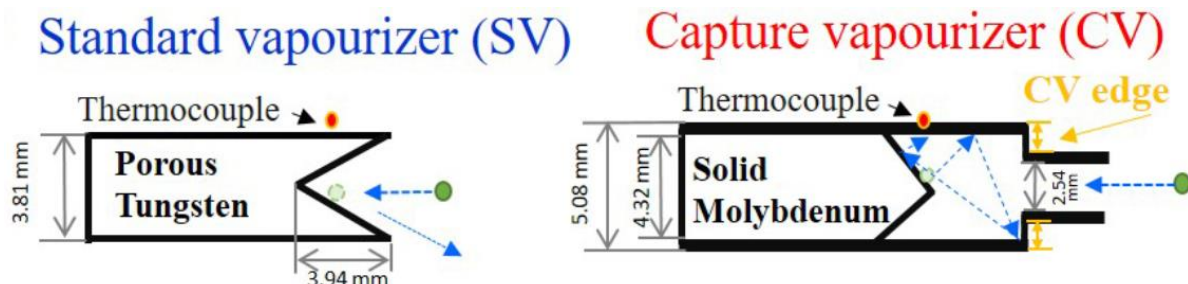 Standard vapourizer (SV)
Capture vapourizer (CV)
Thermocouple
Porous
Tungsten
3.81 mm
3.94 mm
Thermocouple
CV edge
Solid
Molybdenum
5.08 mm
4.32 mm
2.54
mm